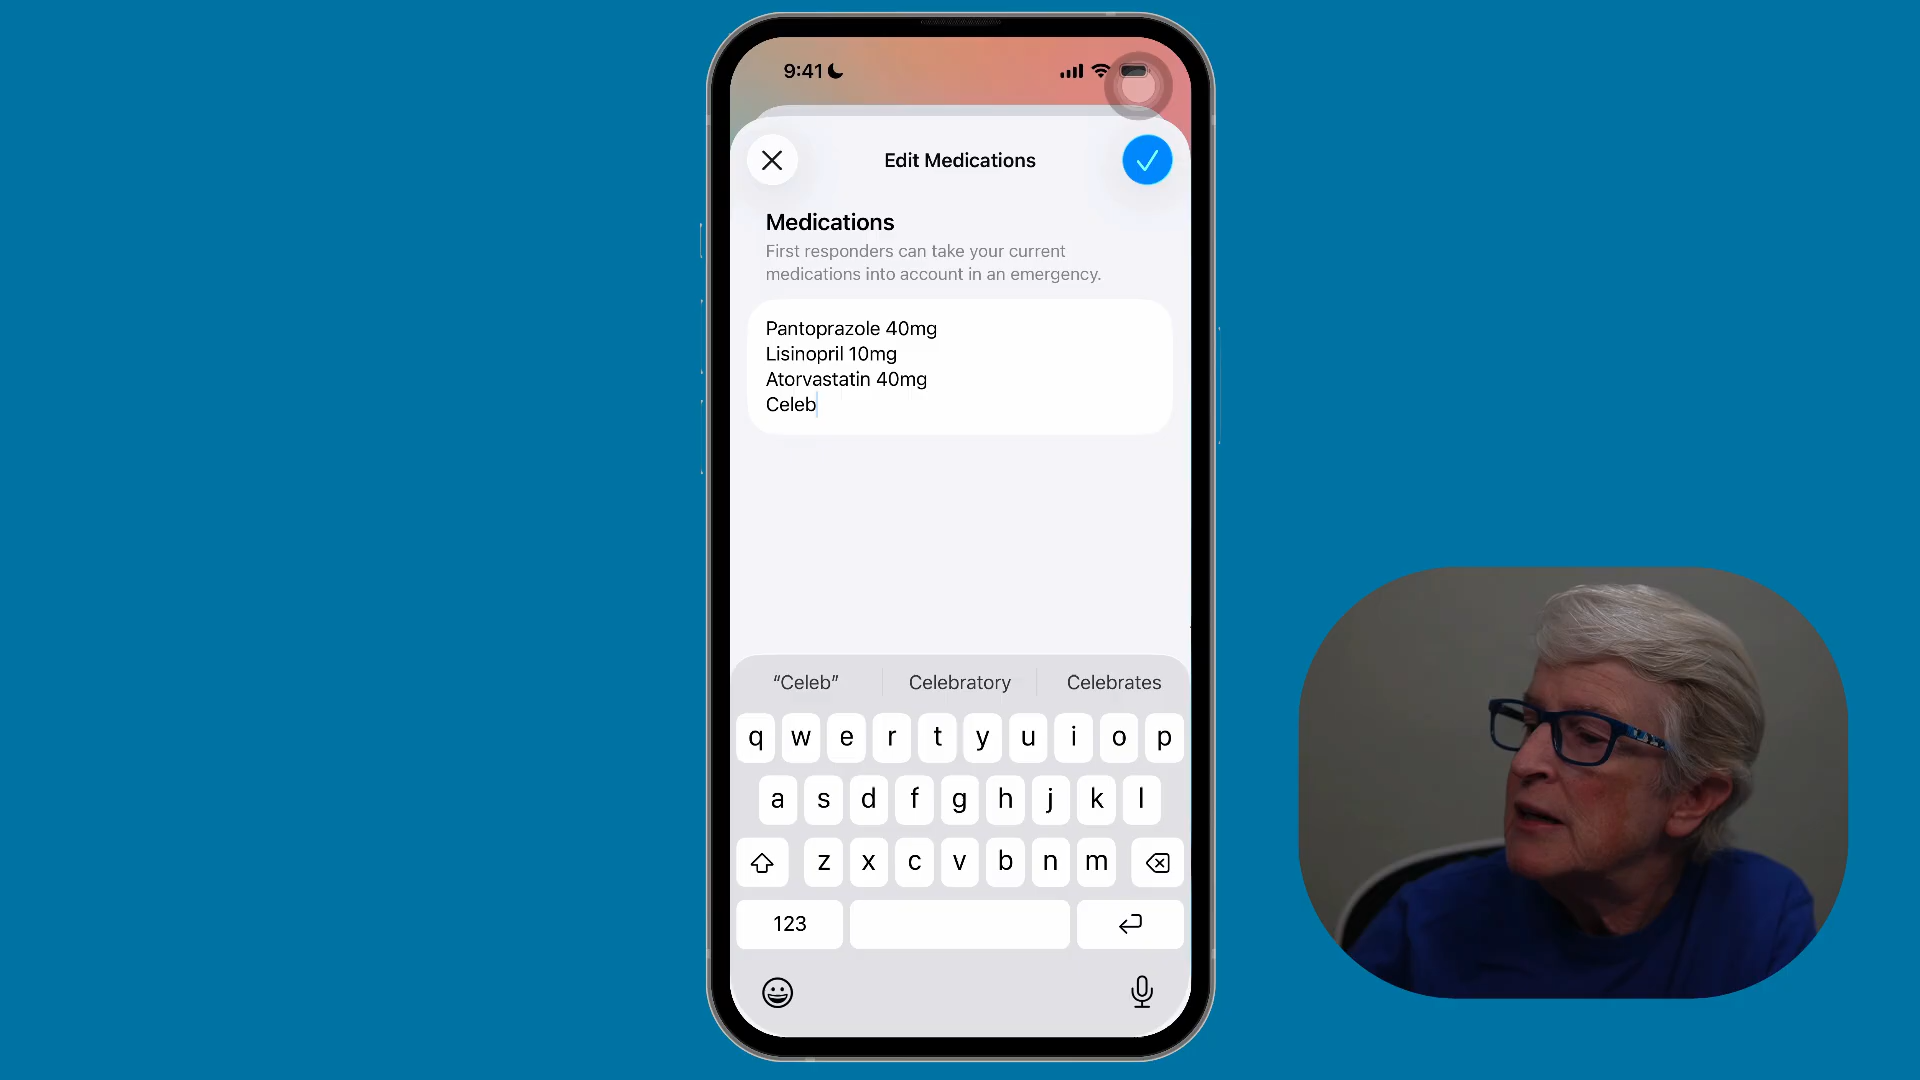 9:41
Edit Medications
Medications
First responders can take your current
medications into account in an emergency.
Pantoprazole 40mg
Lisinopril 10mg
Atorvastatin 40mg
Celeb
“Celeb” Celebratory Celebrates
q w e r t y u i o p
a s d f g h j k l
z x c v b n m
123